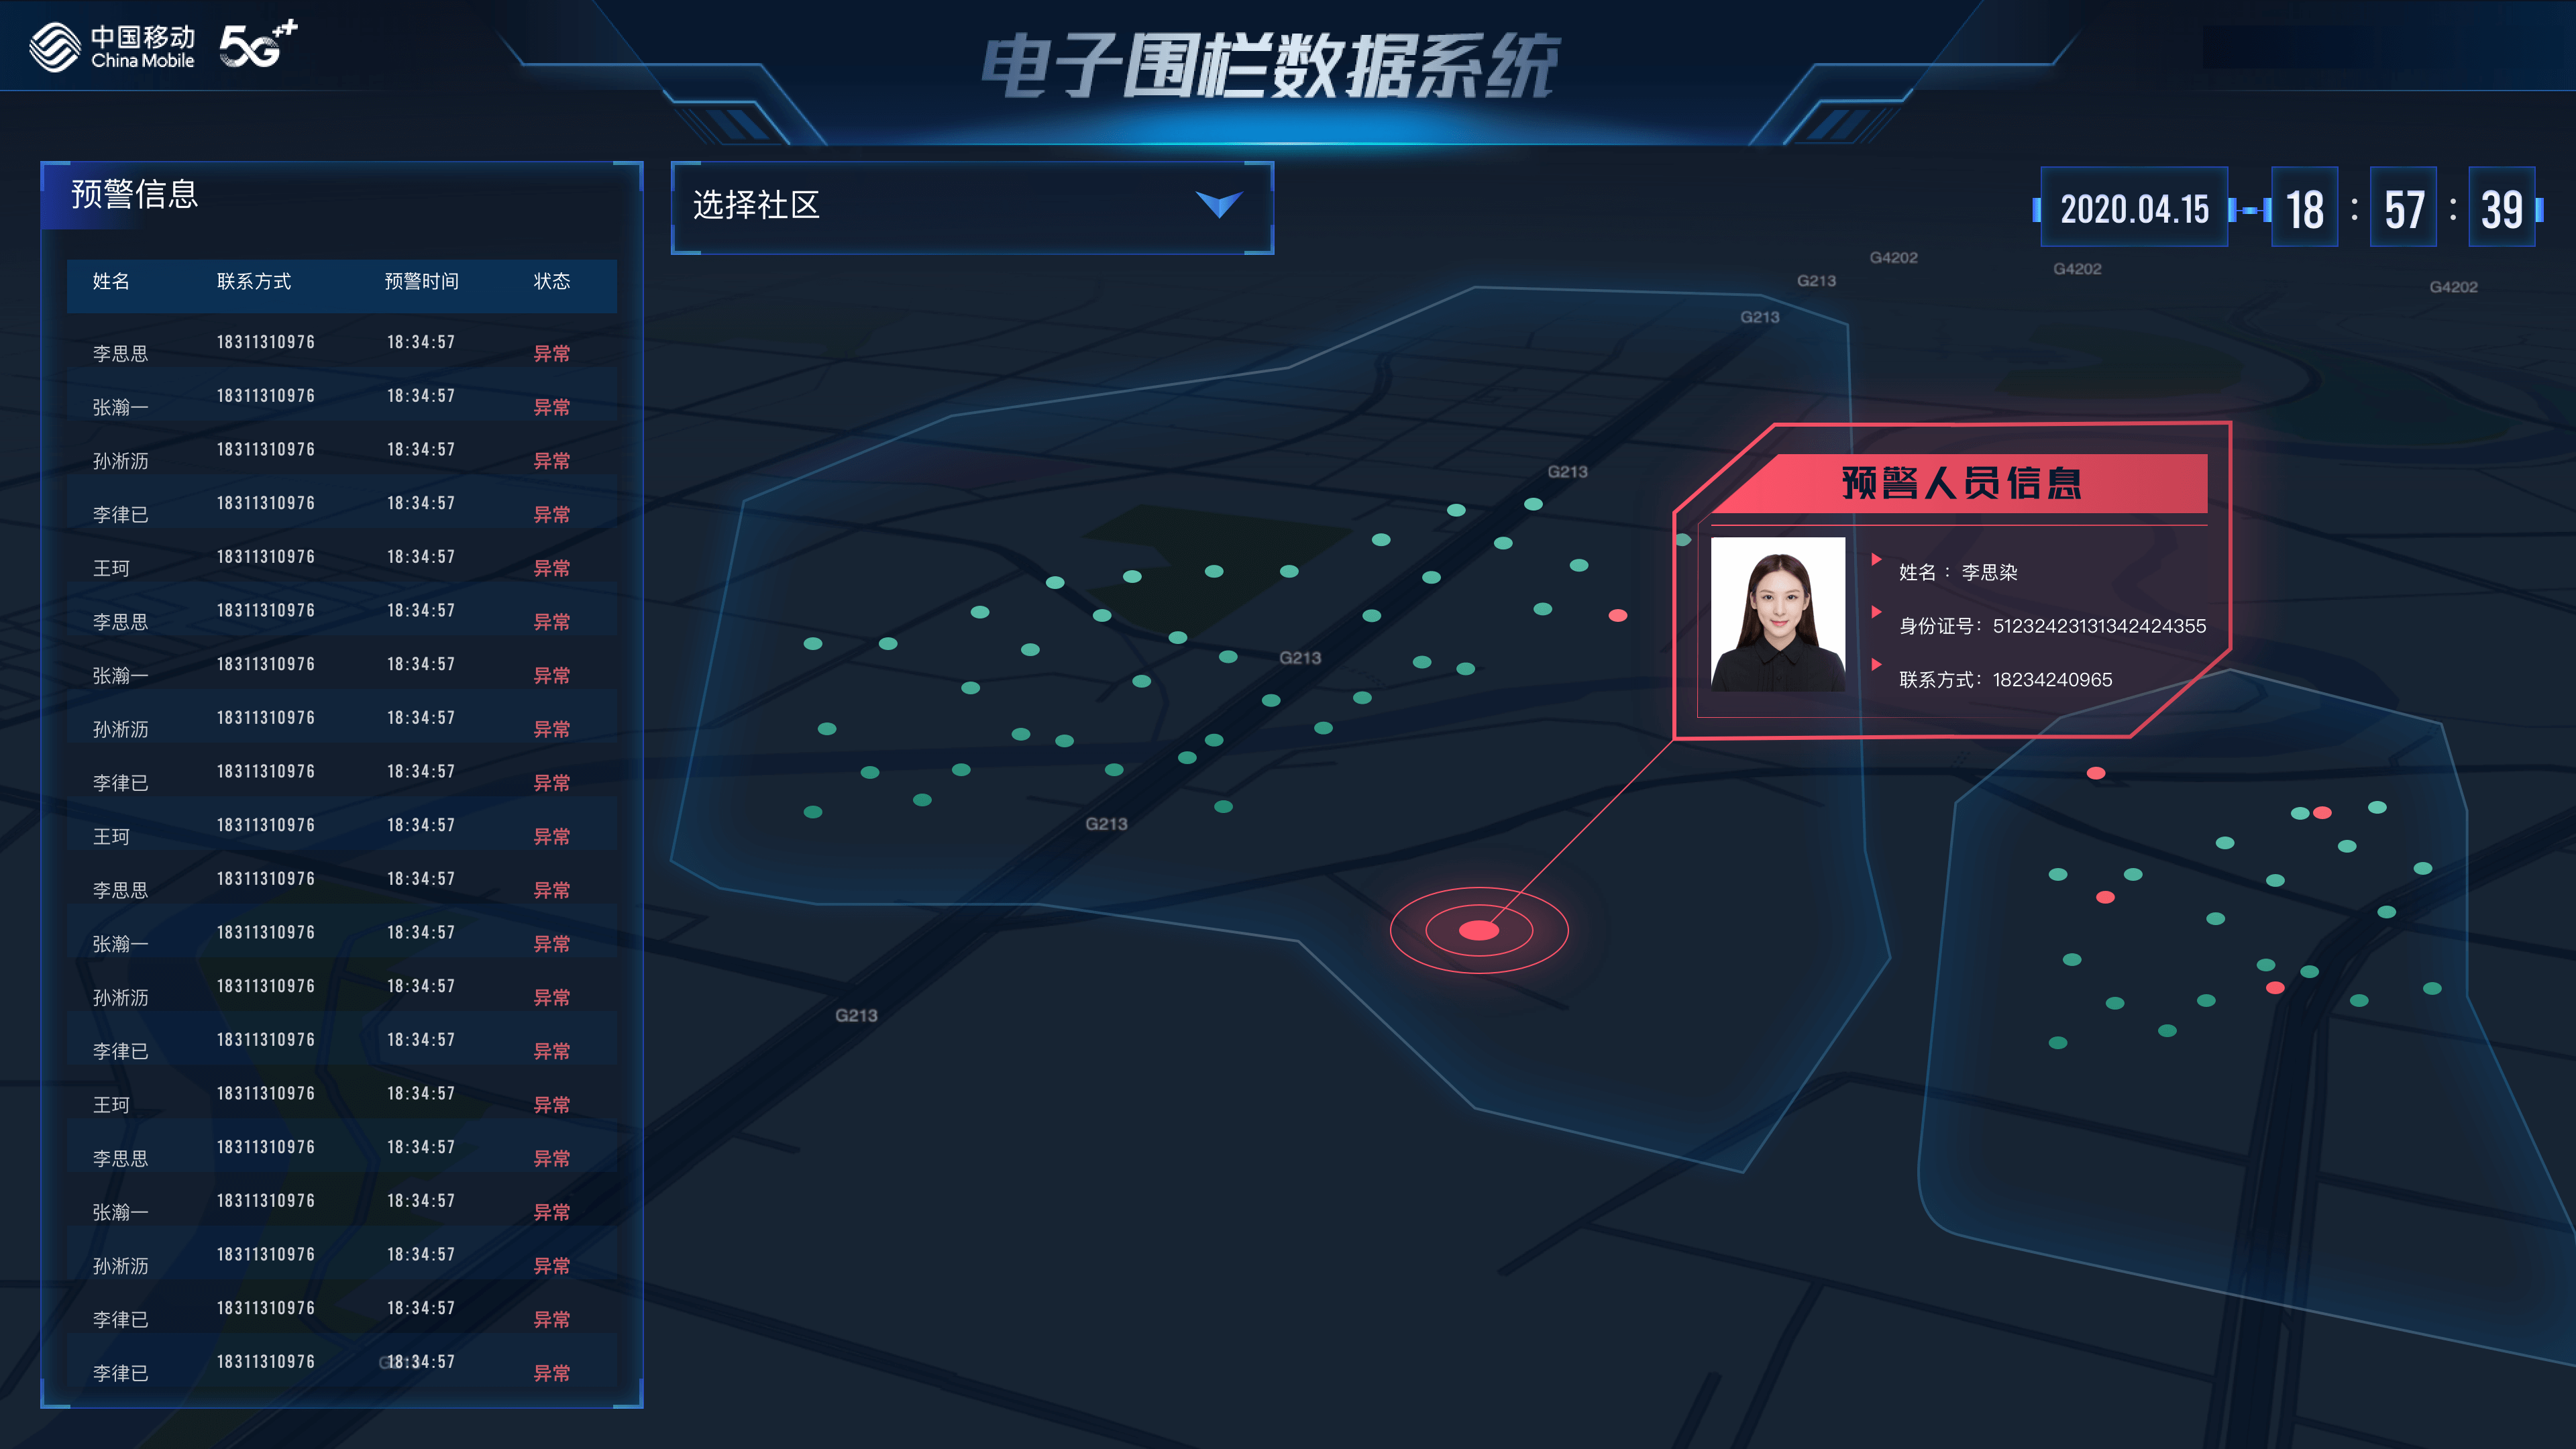 中国移动
China Mobile
5G++
电子围栏数据系统
预警信息
选择社区
2020.04.15
18 : 57 : 39
姓名 联系方式 预警时间 状态
李思思 18311310976 18:34:57 异常
张瀚一 18311310976 18:34:57 异常
孙淅沥 18311310976 18:34:57 异常
李律已 18311310976 18:34:57 异常
王珂 18311310976 18:34:57 异常
李思思 18311310976 18:34:57 异常
张瀚一 18311310976 18:34:57 异常
孙淅沥 18311310976 18:34:57 异常
李律已 18311310976 18:34:57 异常
王珂 18311310976 18:34:57 异常
李思思 18311310976 18:34:57 异常
张瀚一 18311310976 18:34:57 异常
孙淅沥 18311310976 18:34:57 异常
李律已 18311310976 18:34:57 异常
王珂 18311310976 18:34:57 异常
李思思 18311310976 18:34:57 异常
张瀚一 18311310976 18:34:57 异常
孙淅沥 18311310976 18:34:57 异常
李律已 18311310976 18:34:57 异常
李律已 18311310976 18:34:57 异常
G4202
G4202
G213
G4202
G213
G213
预警人员信息
姓名：李思染
身份证号：51232423131342424355
联系方式：18234240965
G213
G213
G213